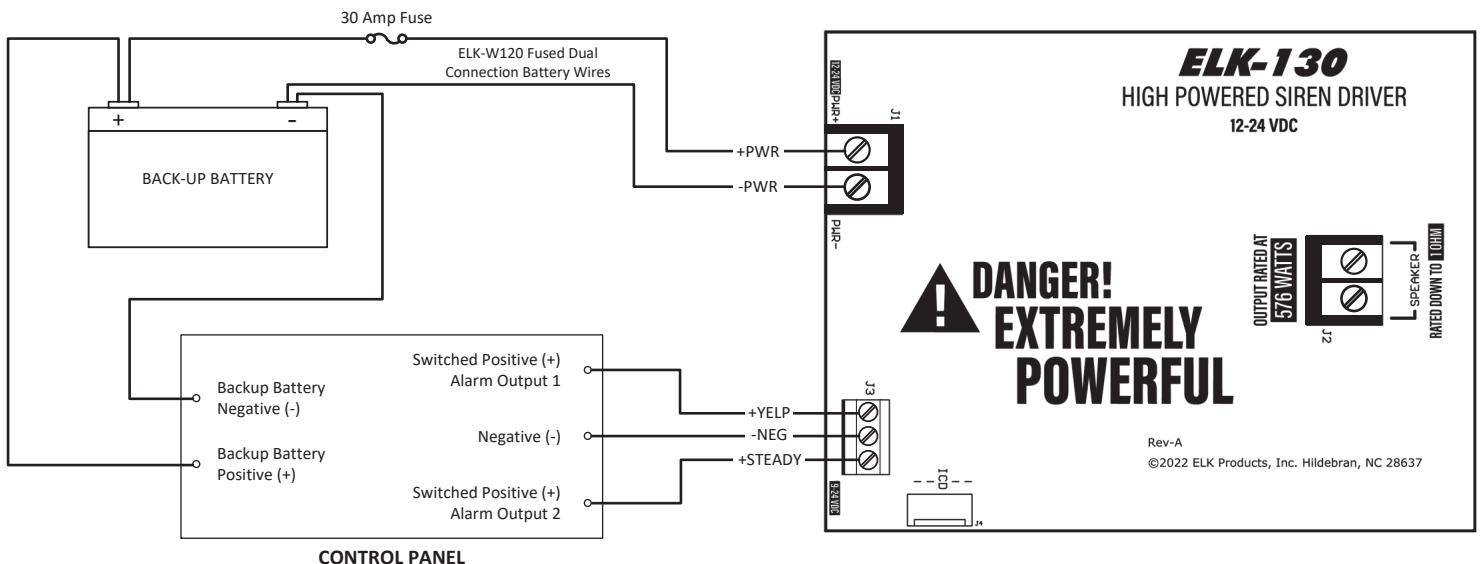 30 Amp Fuse
ELK-W120 Fused Dual
Connection Battery Wires
+
-
BACK-UP BATTERY
+PWR
-PWR
12-24 VDC
PWR+
J1
PWR-
ELK-130
HIGH POWERED SIREN DRIVER
12-24 VDC
DANGER!
EXTREMELY
POWERFUL
OUTPUT RATED AT
576 WATTS
J2
SPEAKER
RATED DOWN TO 1 OHM
Switched Positive (+)
Alarm Output 1
Backup Battery
Negative (-)
Negative (-)
Backup Battery
Positive (+)
Switched Positive (+)
Alarm Output 2
CONTROL PANEL
+YELP
-NEG
+STEADY
J3
9-24 VDC
ICD
J4
Rev-A
©2022 ELK Products, Inc. Hildebran, NC 28637